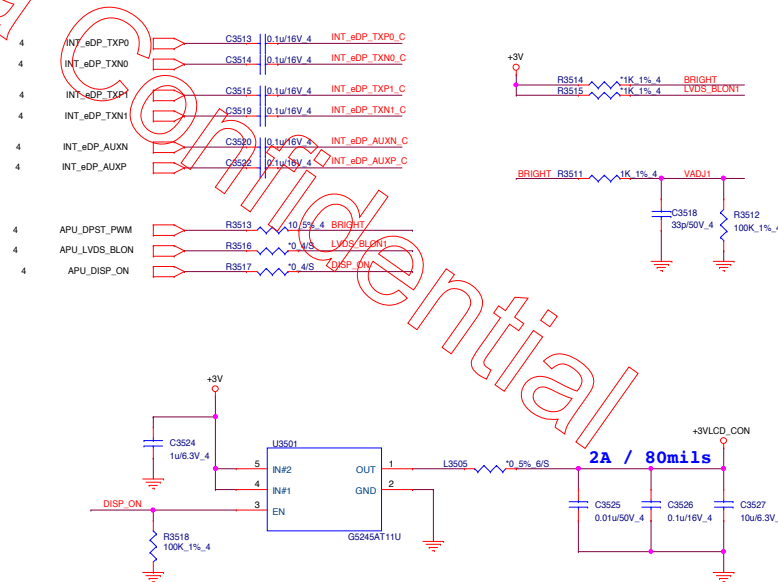 4 INT_eDP_TXP0 C3513 0.1u/16V_4 INT_eDP_TXP0_C
4 INT_eDP_TXN0 C3514 0.1u/16V_4 INT_eDP_TXN0_C
4 INT_eDP_TXP1 C3515 0.1u/16V_4 INT_eDP_TXP1_C
4 INT_eDP_TXN1 C3519 0.1u/16V_4 INT_eDP_TXN1_C
4 INT_eDP_AUXN C3520 0.1u/16V_4 INT_eDP_AUXN_C
4 INT_eDP_AUXP C3522 0.1u/16V_4 INT_eDP_AUXP_C
+3V
R3514 *1K_1%_4 BRIGHT
R3515 *1K_1%_4 LVDS_BLON1
BRIGHT R3511 1K_1%_4 VADJ1
C3518
33p/50V_4
R3512
100K_1%_4
4 APU_DPST_PWM R3513 10_5%_4 BRIGHT
4 APU_LVDS_BLON R3516 *0_4/S LVDS_BLON1
4 APU_DISP_ON R3517 *0_4/S DISP_ON
Confidential
+3V
C3524
1u/6.3V_4
U3501
5 IN#2 OUT 1
4 IN#1 GND 2
3 EN
G5245AT11U
DISP_ON
R3518
100K_1%_4
L3505 *0_5%_6/S
2A / 80mils
+3VLCD_CON
C3525
0.01u/50V_4
C3526
0.1u/16V_4
C3527
10u/6.3V_